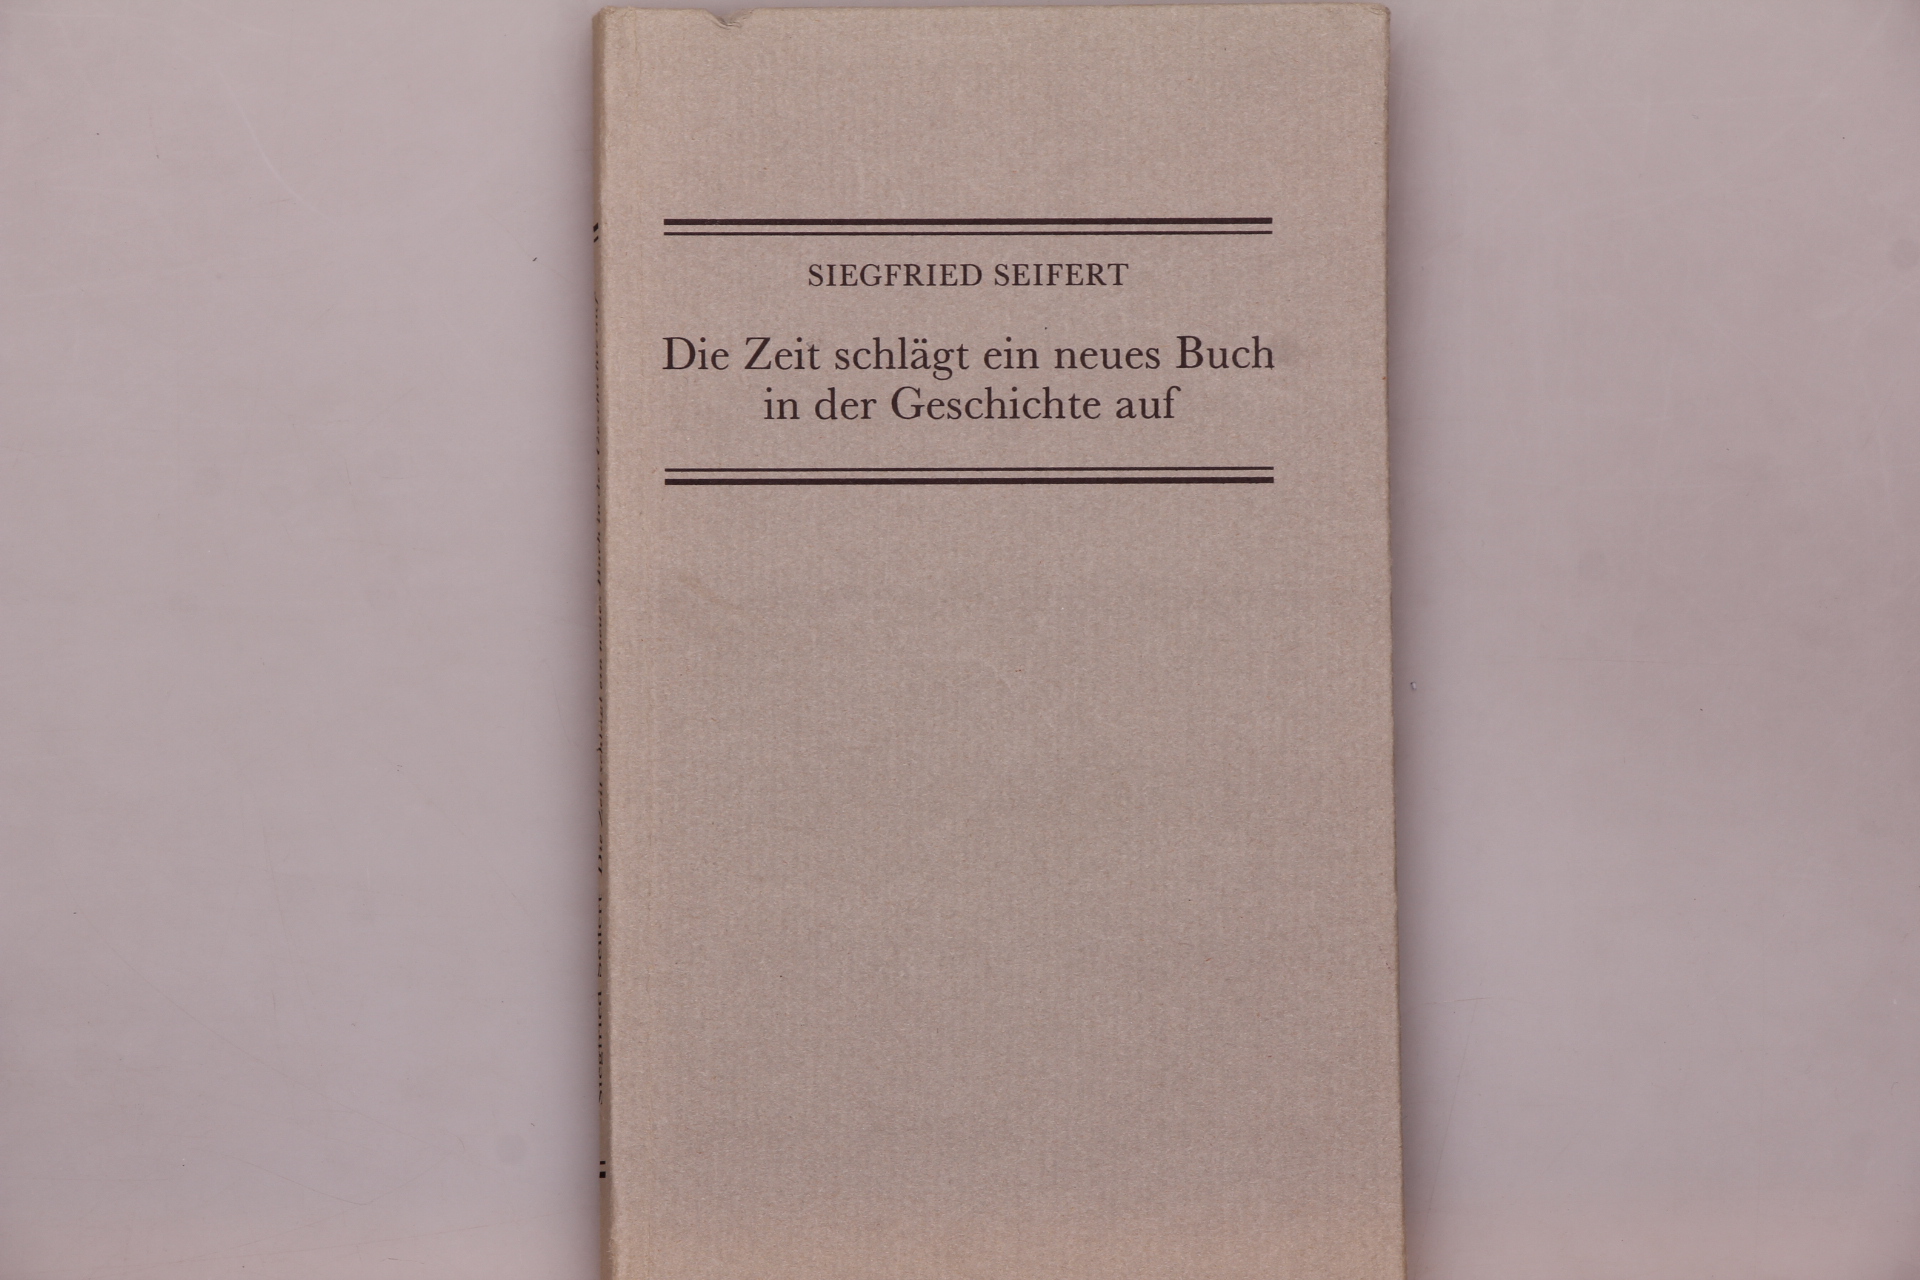 SIEGFRIED SEIFERT
Die Zeit schlägt ein neues Buch
in der Geschichte auf